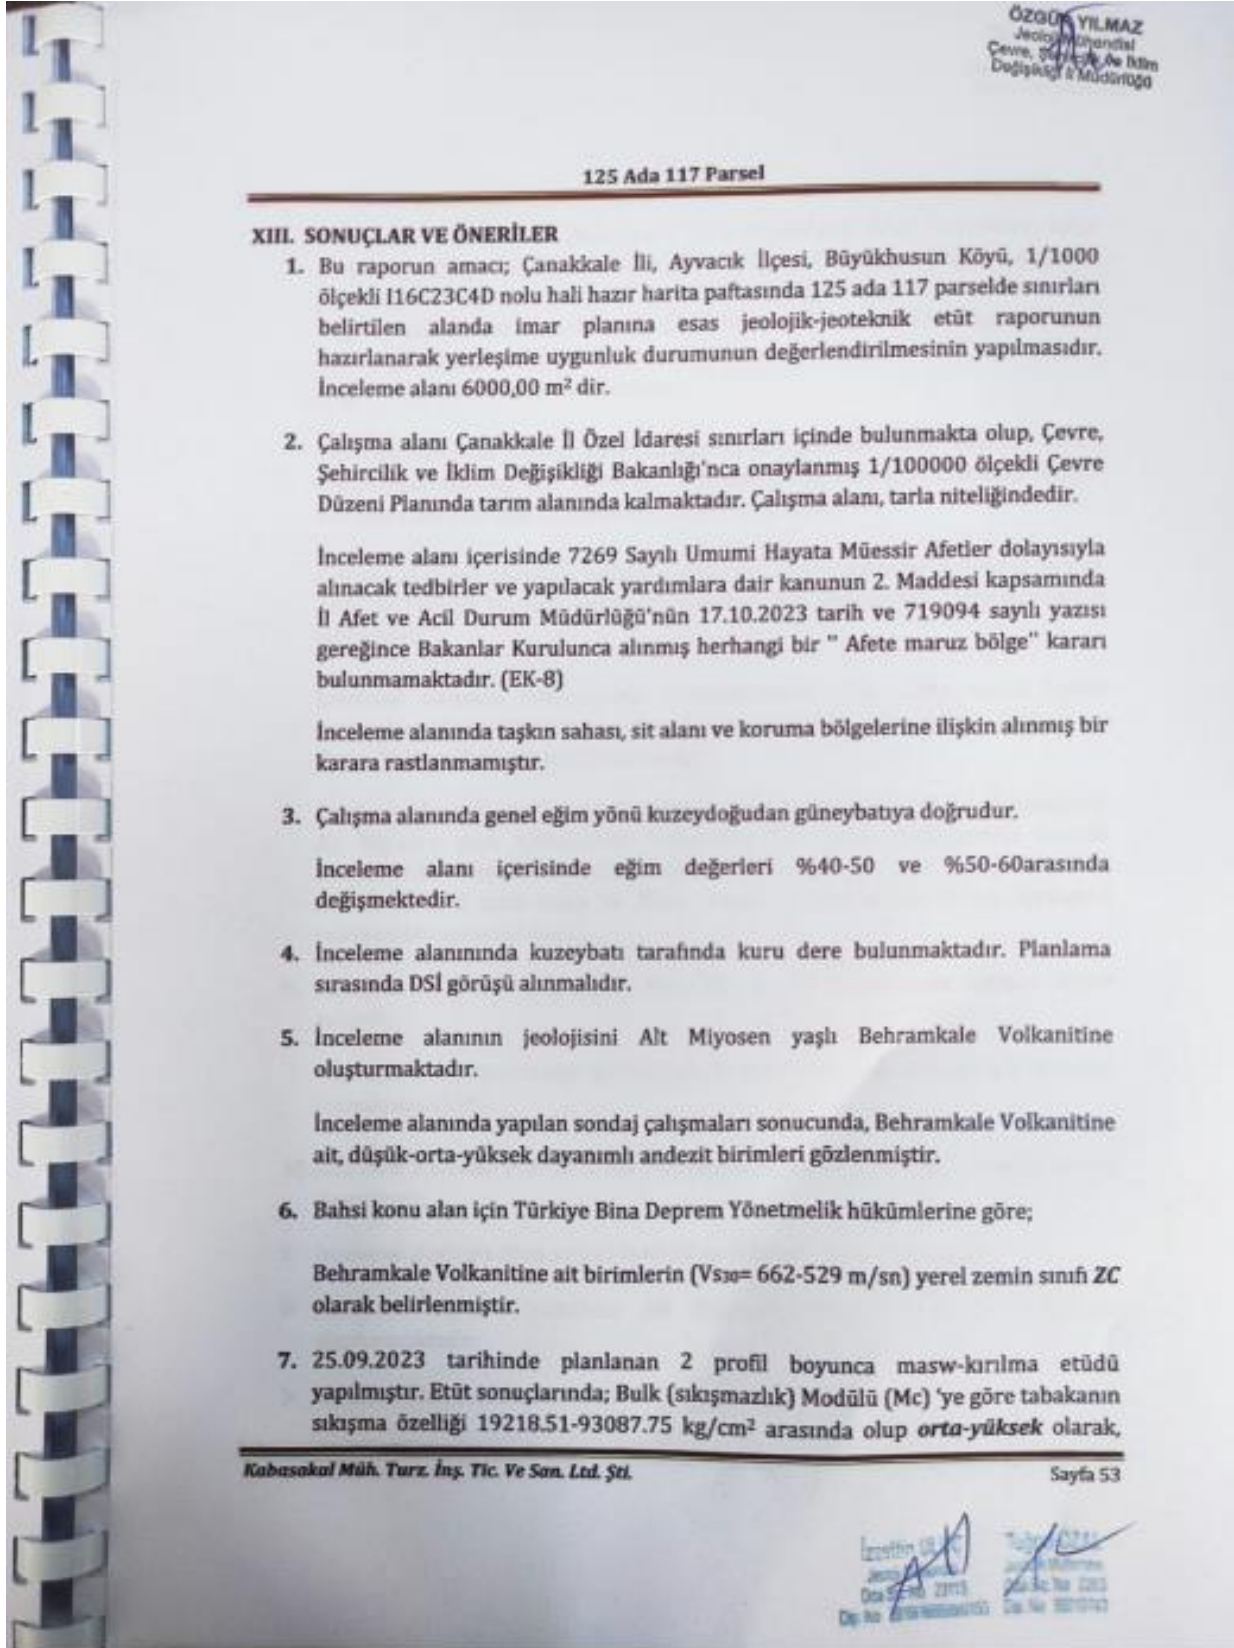 ÖZGÜR YILMAZ
Jeoloji Mühendisi
Çevre, Şehircilik ve İklim
Değişikliği İl Müdürlüğü
125 Ada 117 Parsel
XIII. SONUÇLAR VE ÖNERİLER
1. Bu raporun amacı; Çanakkale İli, Ayvacık İlçesi, Büyükhusun Köyü, 1/1000
ölçekli I16C23C4D nolu hali hazır harita paftasında 125 ada 117 parselde sınırları
belirtilen alanda imar planına esas jeolojik-jeoteknik etüt raporunun
hazırlanarak yerleşime uygunluk durumunun değerlendirilmesinin yapılmasıdır.
İnceleme alanı 6000,00 m² dir.
2. Çalışma alanı Çanakkale İl Özel İdaresi sınırları içinde bulunmakta olup, Çevre,
Şehircilik ve İklim Değişikliği Bakanlığı'nca onaylanmış 1/100000 ölçekli Çevre
Düzeni Planında tarım alanında kalmaktadır. Çalışma alanı, tarla niteliğindedir.
İnceleme alanı içerisinde 7269 Sayılı Umumi Hayata Müessir Afetler dolayısıyla
alınacak tedbirler ve yapılacak yardımlara dair kanunun 2. Maddesi kapsamında
İl Afet ve Acil Durum Müdürlüğü'nün 17.10.2023 tarih ve 719094 sayılı yazısı
gereğince Bakanlar Kurulunca alınmış herhangi bir " Afete maruz bölge" kararı
bulunmamaktadır. (EK-8)
İnceleme alanında taşkın sahası, sit alanı ve koruma bölgelerine ilişkin alınmış bir
karara rastlanmamıştır.
3. Çalışma alanında genel eğim yönü kuzeydoğudan güneybatıya doğrudur.
İnceleme alanı içerisinde eğim değerleri %40-50 ve %50-60arasında
değişmektedir.
4. İnceleme alanınında kuzeybatı tarafında kuru dere bulunmaktadır. Planlama
sırasında DSİ görüşü alınmalıdır.
5. İnceleme alanının jeolojisini Alt Miyosen yaşlı Behramkale Volkanitine
oluşturmaktadır.
İnceleme alanında yapılan sondaj çalışmaları sonucunda, Behramkale Volkanitine
ait, düşük-orta-yüksek dayanımlı andezit birimleri gözlenmiştir.
6. Bahsi konu alan için Türkiye Bina Deprem Yönetmelik hükümlerine göre;
Behramkale Volkanitine ait birimlerin (Vs30= 662-529 m/sn) yerel zemin sınıfı ZC
olarak belirlenmiştir.
7. 25.09.2023 tarihinde planlanan 2 profil boyunca masw-kırılma etüdü
yapılmıştır. Etüt sonuçlarında; Bulk (sıkışmazlık) Modülü (Mc) 'ye göre tabakanın
sıkışma özelliği 19218.51-93087.75 kg/cm² arasında olup orta-yüksek olarak,
Kabasakal Müh. Turz. İnş. Tic. Ve San. Ltd. Şti.
Sayfa 53